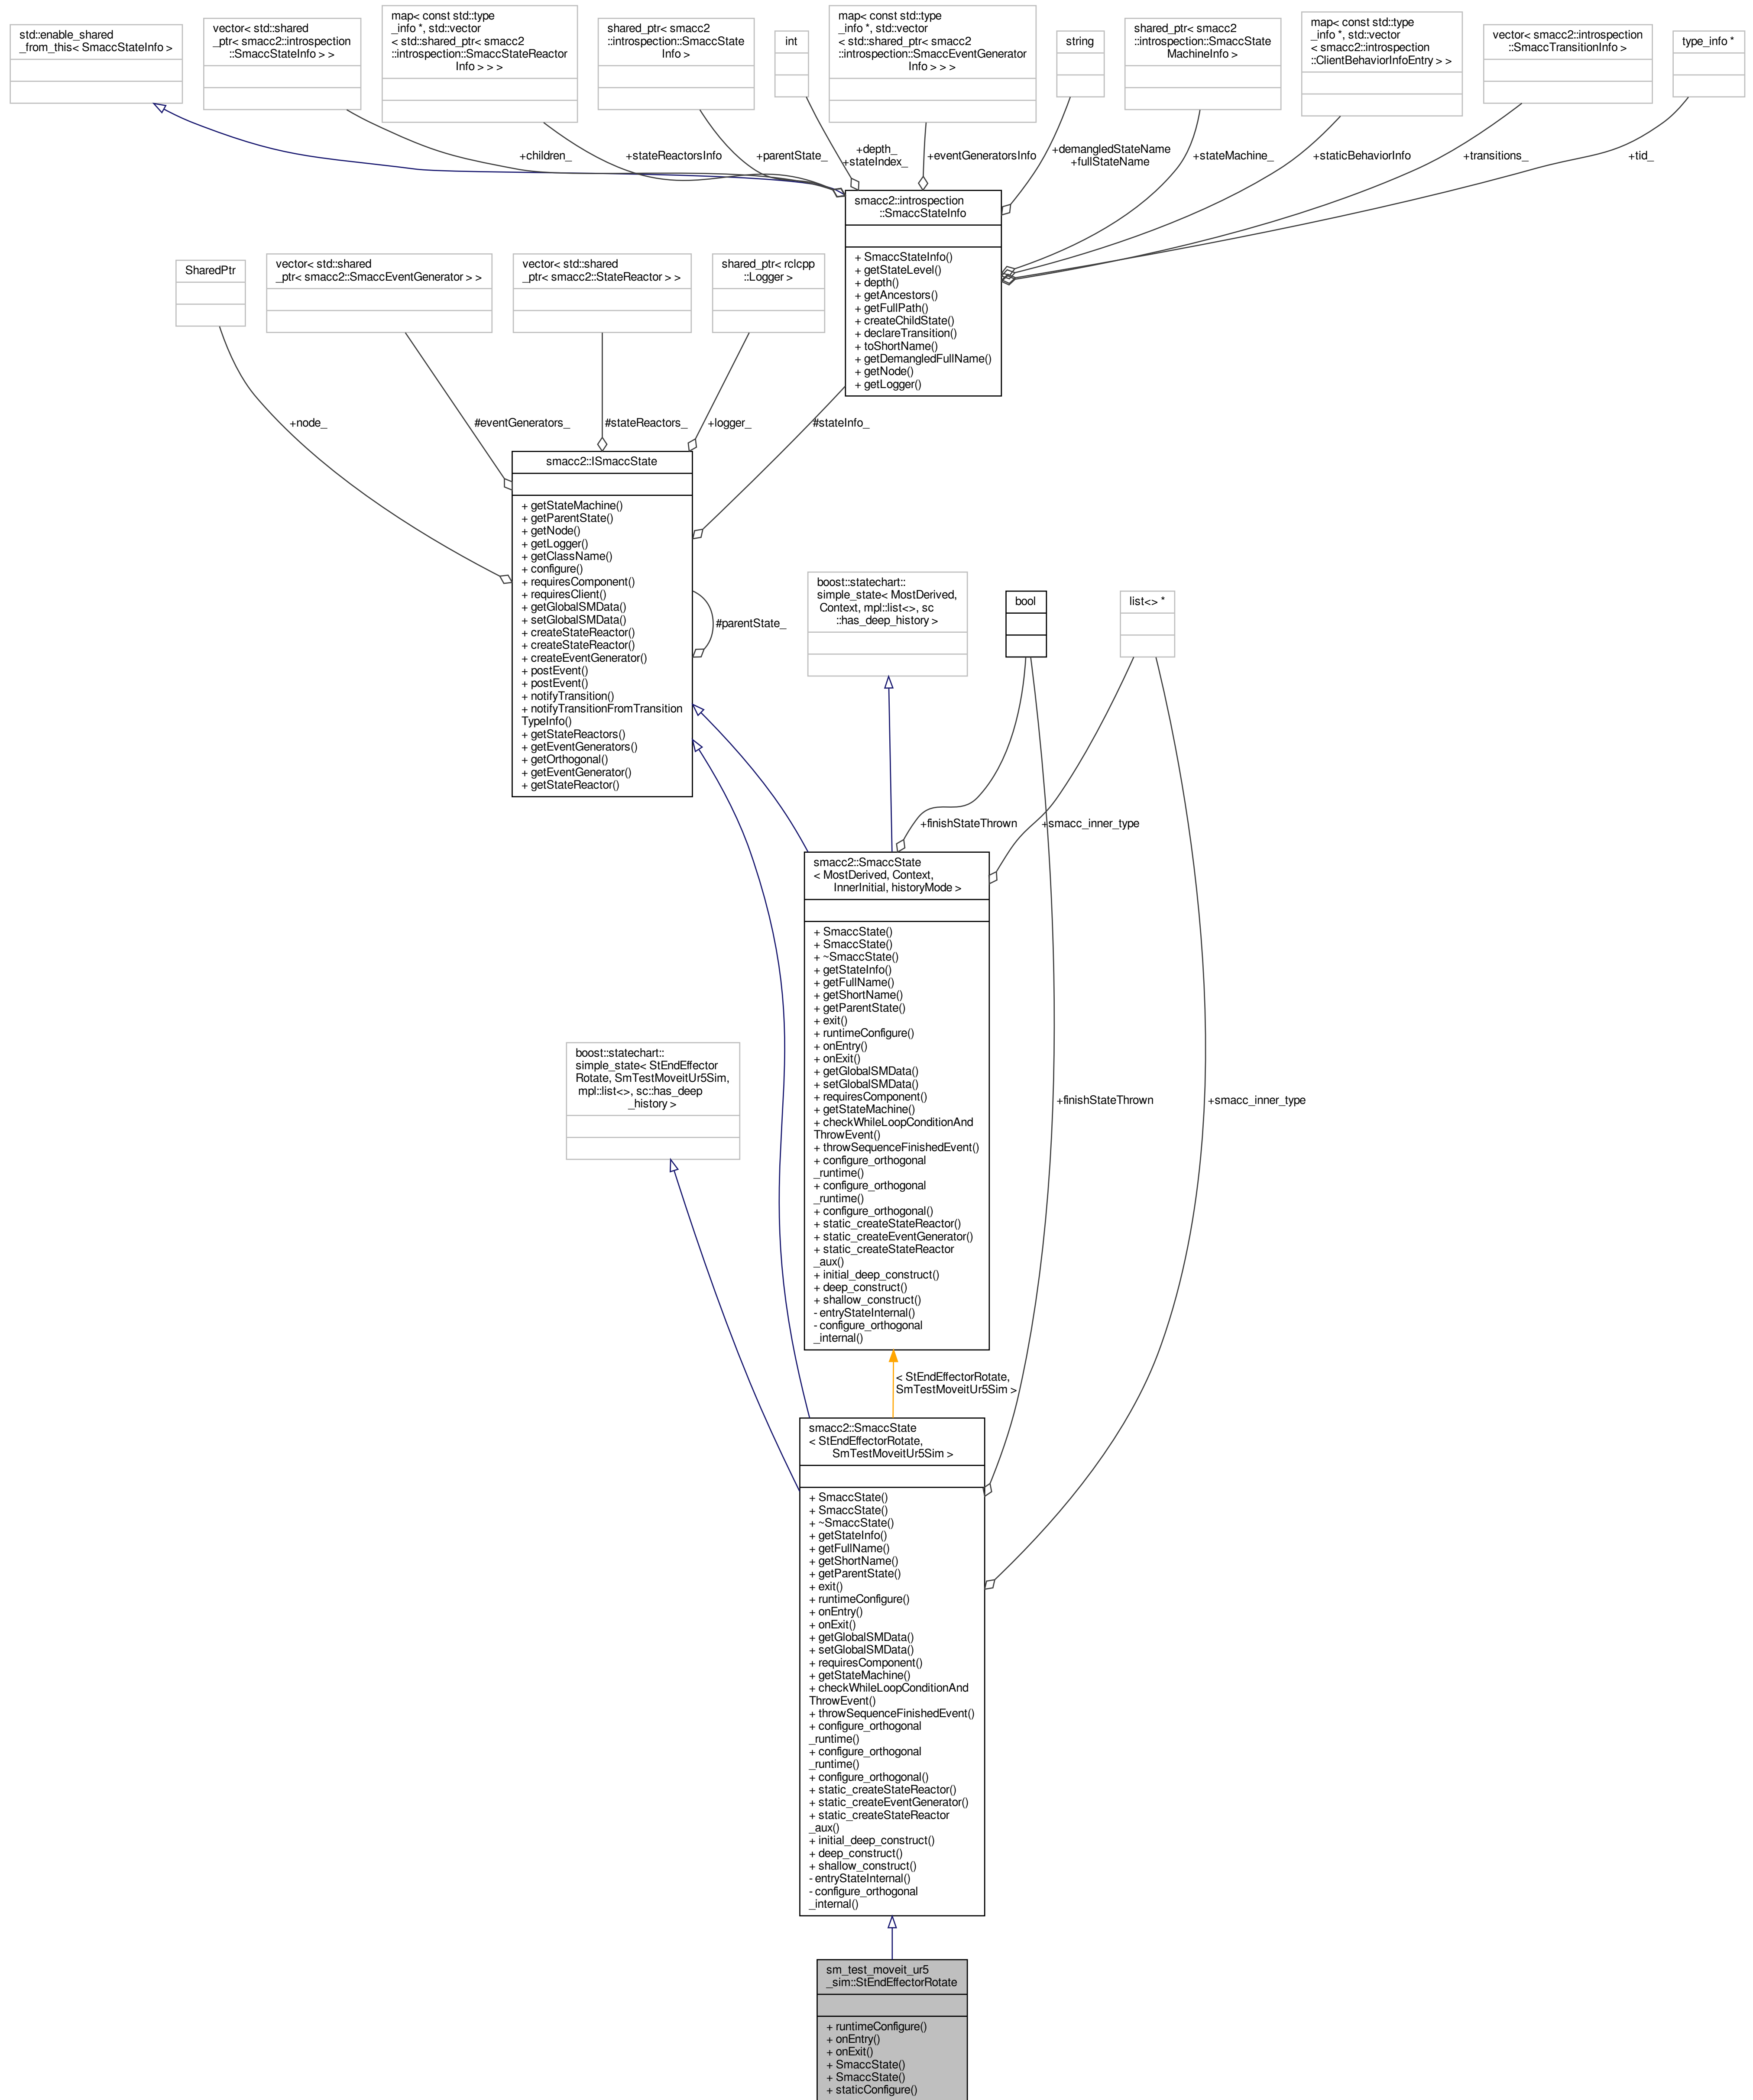 std::enable_shared
_from_this< SmaccStateInfo >
vector< std::shared
_ptr< smacc2::introspection
::SmaccStateInfo > >
map< const std::type
_info *, std::vector
< std::shared_ptr< smacc2
::introspection::SmaccStateReactor
Info > > >
shared_ptr< smacc2
::introspection::SmaccState
Info >
int
map< const std::type
_info *, std::vector
< std::shared_ptr< smacc2
::introspection::SmaccEventGenerator
Info > > >
string
shared_ptr< smacc2
::introspection::SmaccState
MachineInfo >
map< const std::type
_info *, std::vector
< smacc2::introspection
::ClientBehaviorInfoEntry > >
vector< smacc2::introspection
::SmaccTransitionInfo >
type_info *
+children_
+stateReactorsInfo
+parentState_
+depth_
+stateIndex_
+eventGeneratorsInfo
+demangledStateName
+fullStateName
+stateMachine_
+staticBehaviorInfo
+transitions_
+tid_
smacc2::introspection
::SmaccStateInfo
+ SmaccStateInfo()
+ getStateLevel()
+ depth()
+ getAncestors()
+ getFullPath()
+ createChildState()
+ declareTransition()
+ toShortName()
+ getDemangledFullName()
+ getNode()
+ getLogger()
SharedPtr
vector< std::shared
_ptr< smacc2::SmaccEventGenerator > >
vector< std::shared
_ptr< smacc2::StateReactor > >
shared_ptr< rclcpp
::Logger >
+node_
#eventGenerators_
#stateReactors_
+logger_
#stateInfo_
smacc2::ISmaccState
+ getStateMachine()
+ getParentState()
+ getNode()
+ getLogger()
+ getClassName()
+ configure()
+ requiresComponent()
+ requiresClient()
+ getGlobalSMData()
+ setGlobalSMData()
+ createStateReactor()
+ createStateReactor()
+ createEventGenerator()
+ postEvent()
+ postEvent()
+ notifyTransition()
+ notifyTransitionFromTransition
TypeInfo()
+ getStateReactors()
+ getEventGenerators()
+ getOrthogonal()
+ getEventGenerator()
+ getStateReactor()
#parentState_
boost::statechart::
simple_state< MostDerived,
Context, mpl::list<>, sc
::has_deep_history >
bool
list<> *
+finishStateThrown
+smacc_inner_type
smacc2::SmaccState
< MostDerived, Context,
InnerInitial, historyMode >
+ SmaccState()
+ SmaccState()
+ ~SmaccState()
+ getStateInfo()
+ getFullName()
+ getShortName()
+ getParentState()
+ exit()
+ runtimeConfigure()
+ onEntry()
+ onExit()
+ getGlobalSMData()
+ setGlobalSMData()
+ requiresComponent()
+ getStateMachine()
+ checkWhileLoopConditionAnd
ThrowEvent()
+ throwSequenceFinishedEvent()
+ configure_orthogonal
_runtime()
+ configure_orthogonal
_runtime()
+ configure_orthogonal()
+ static_createStateReactor()
+ static_createEventGenerator()
+ static_createStateReactor
_aux()
+ initial_deep_construct()
+ deep_construct()
+ shallow_construct()
- entryStateInternal()
- configure_orthogonal
_internal()
boost::statechart::
simple_state< StEndEffector
Rotate, SmTestMoveitUr5Sim,
mpl::list<>, sc::has_deep
_history >
+finishStateThrown
+smacc_inner_type
< StEndEffectorRotate,
SmTestMoveitUr5Sim >
smacc2::SmaccState
< StEndEffectorRotate,
SmTestMoveitUr5Sim >
+ SmaccState()
+ SmaccState()
+ ~SmaccState()
+ getStateInfo()
+ getFullName()
+ getShortName()
+ getParentState()
+ exit()
+ runtimeConfigure()
+ onEntry()
+ onExit()
+ getGlobalSMData()
+ setGlobalSMData()
+ requiresComponent()
+ getStateMachine()
+ checkWhileLoopConditionAnd
ThrowEvent()
+ throwSequenceFinishedEvent()
+ configure_orthogonal
_runtime()
+ configure_orthogonal
_runtime()
+ configure_orthogonal()
+ static_createStateReactor()
+ static_createEventGenerator()
+ static_createStateReactor
_aux()
+ initial_deep_construct()
+ deep_construct()
+ shallow_construct()
- entryStateInternal()
- configure_orthogonal
_internal()
sm_test_moveit_ur5
_sim::StEndEffectorRotate
+ runtimeConfigure()
+ onEntry()
+ onExit()
+ SmaccState()
+ SmaccState()
+ staticConfigure()